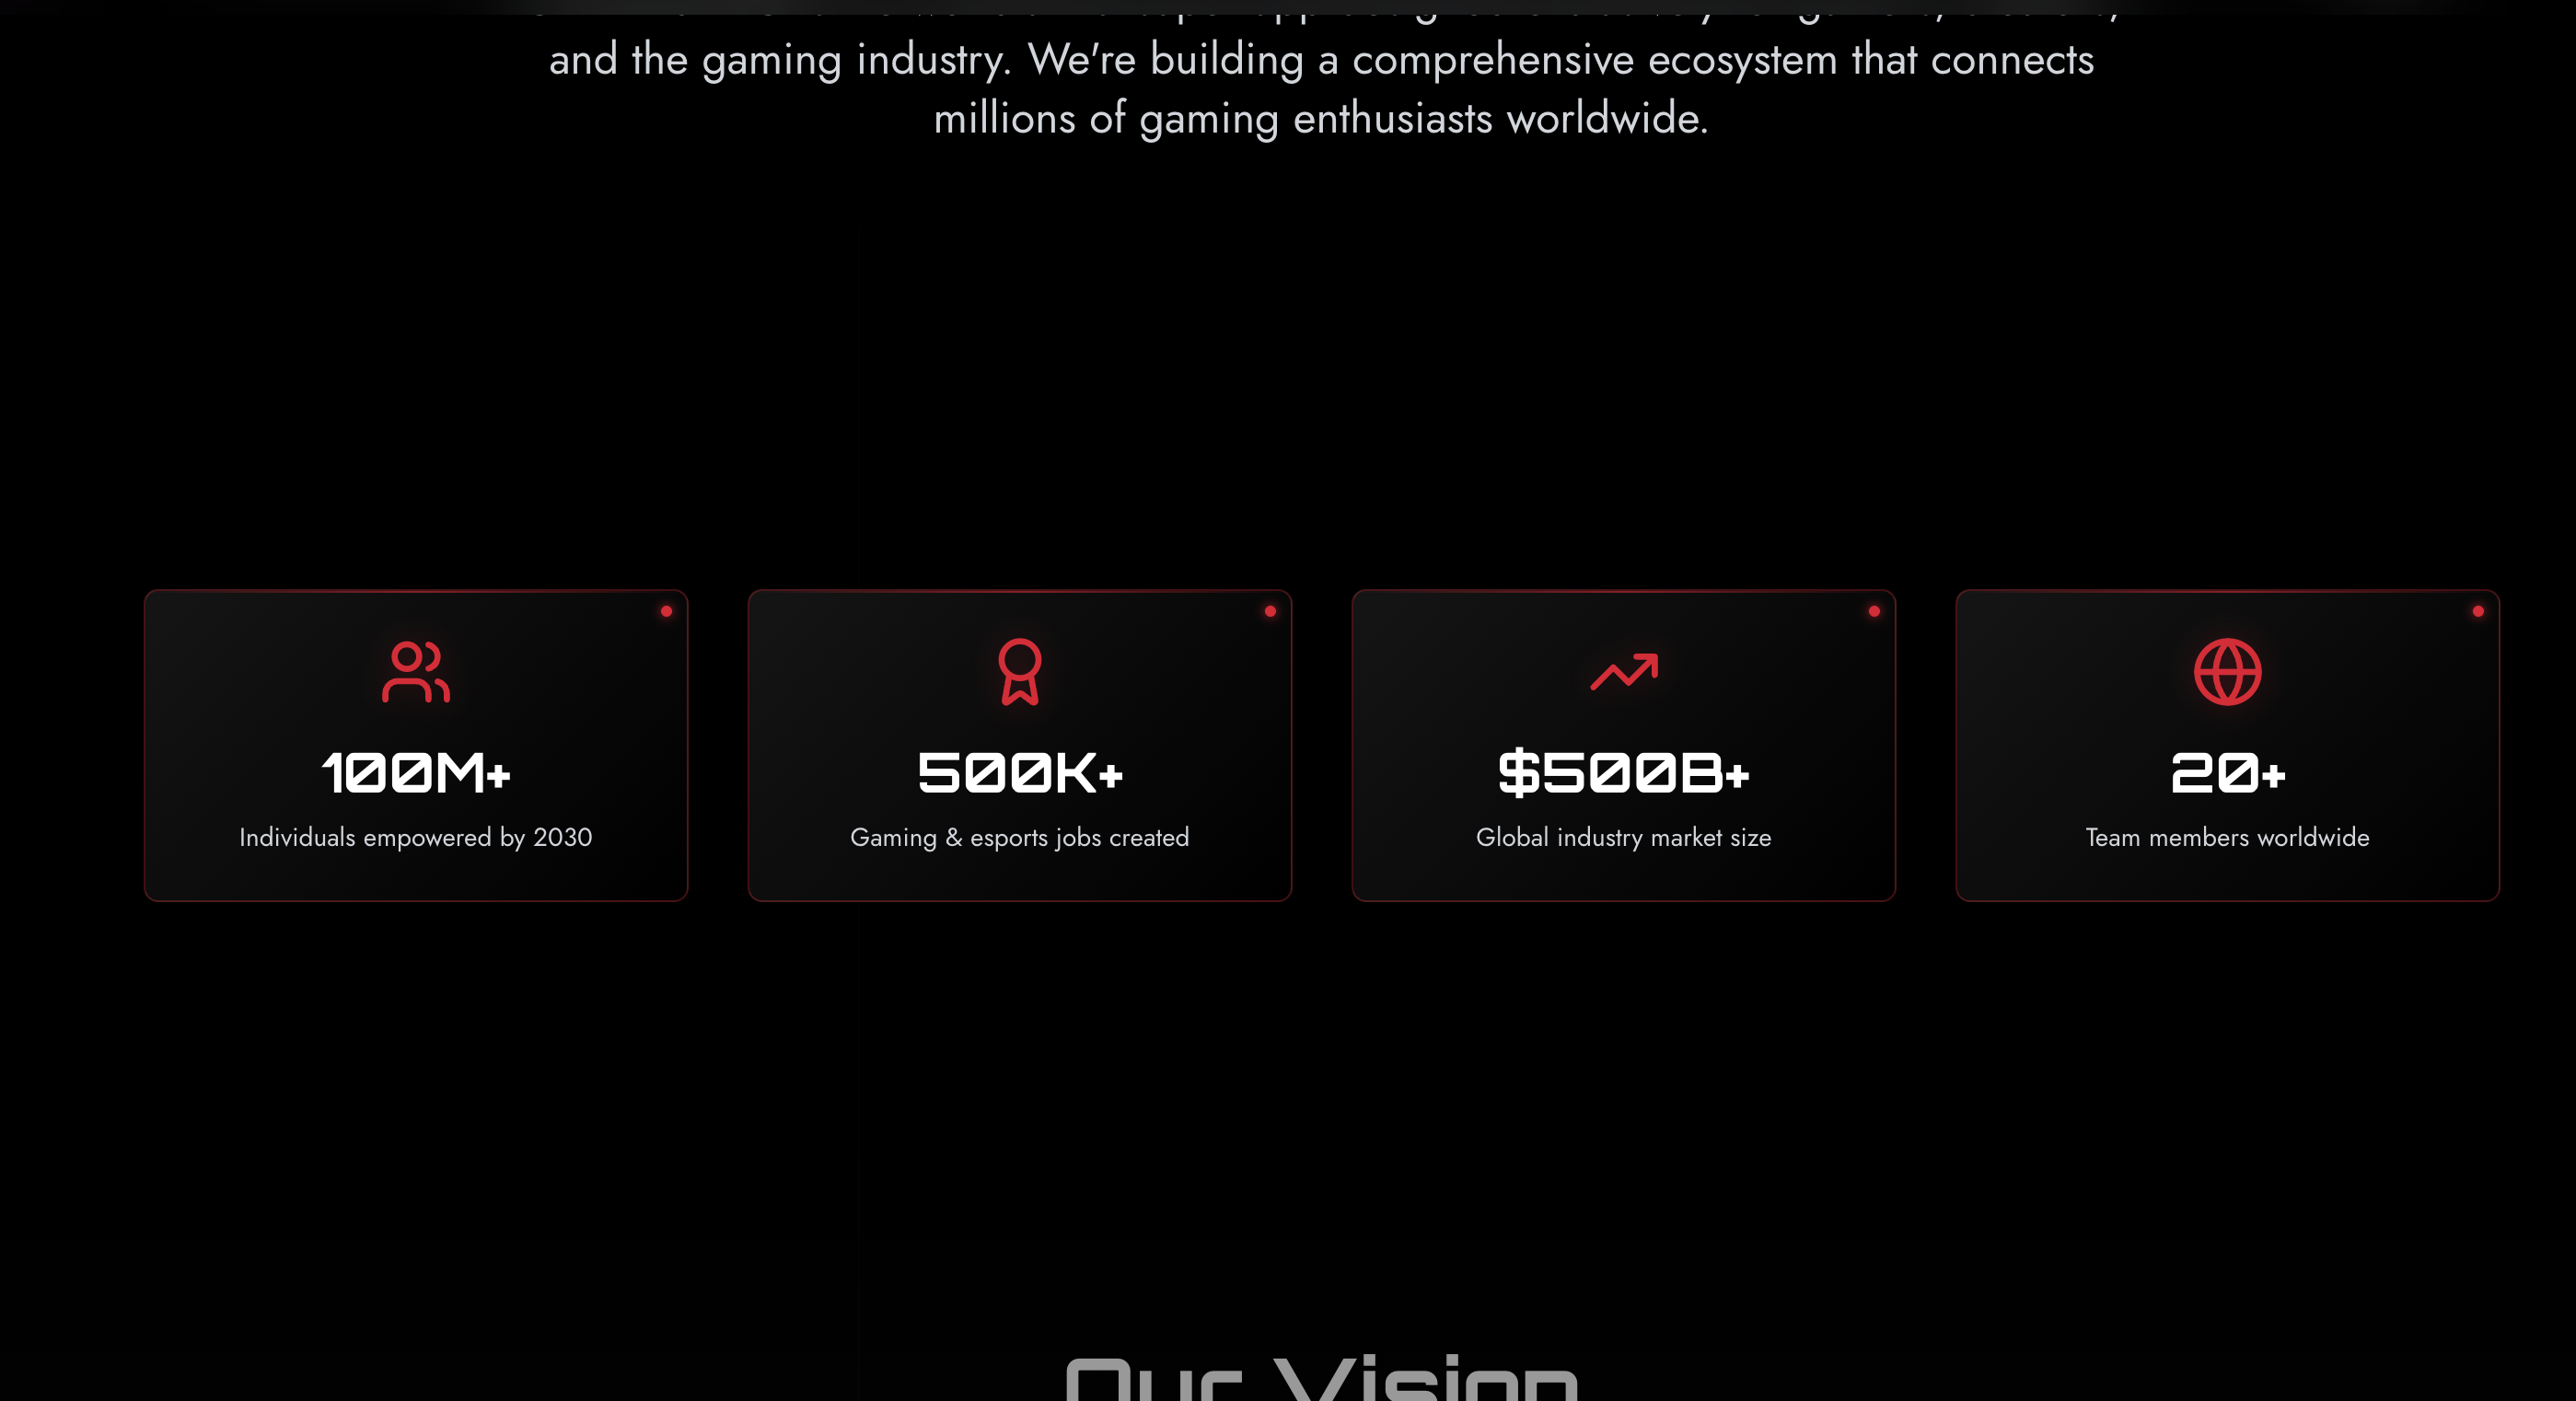 and the gaming industry. We're building a comprehensive ecosystem that connects
millions of gaming enthusiasts worldwide.
100M+
Individuals empowered by 2030
500K+
Gaming & esports jobs created
$500B+
Global industry market size
20+
Team members worldwide
Our Vision